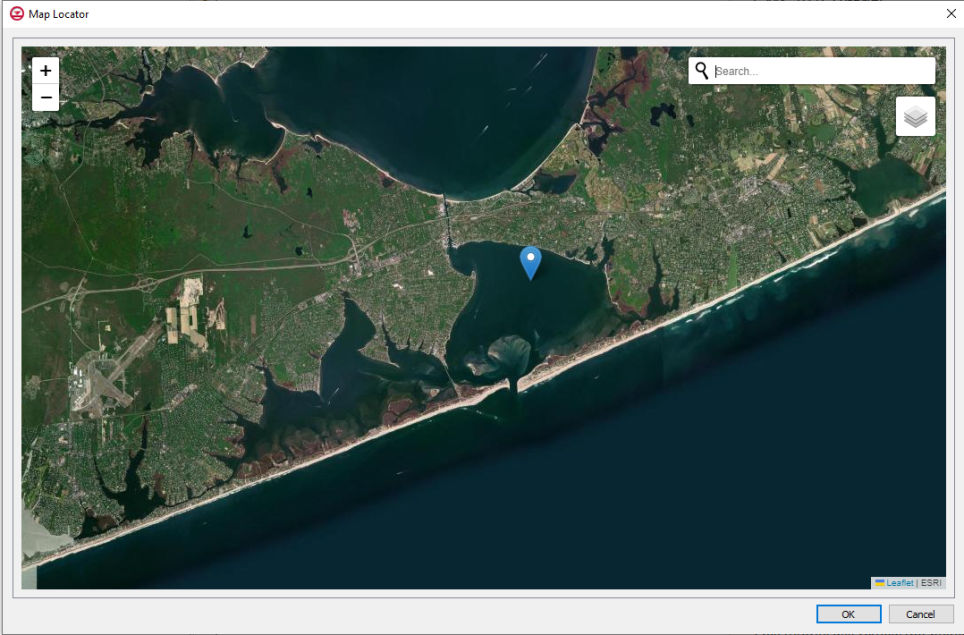 Map Locator
+
−
Search...
Leaflet | ESRI
OK
Cancel